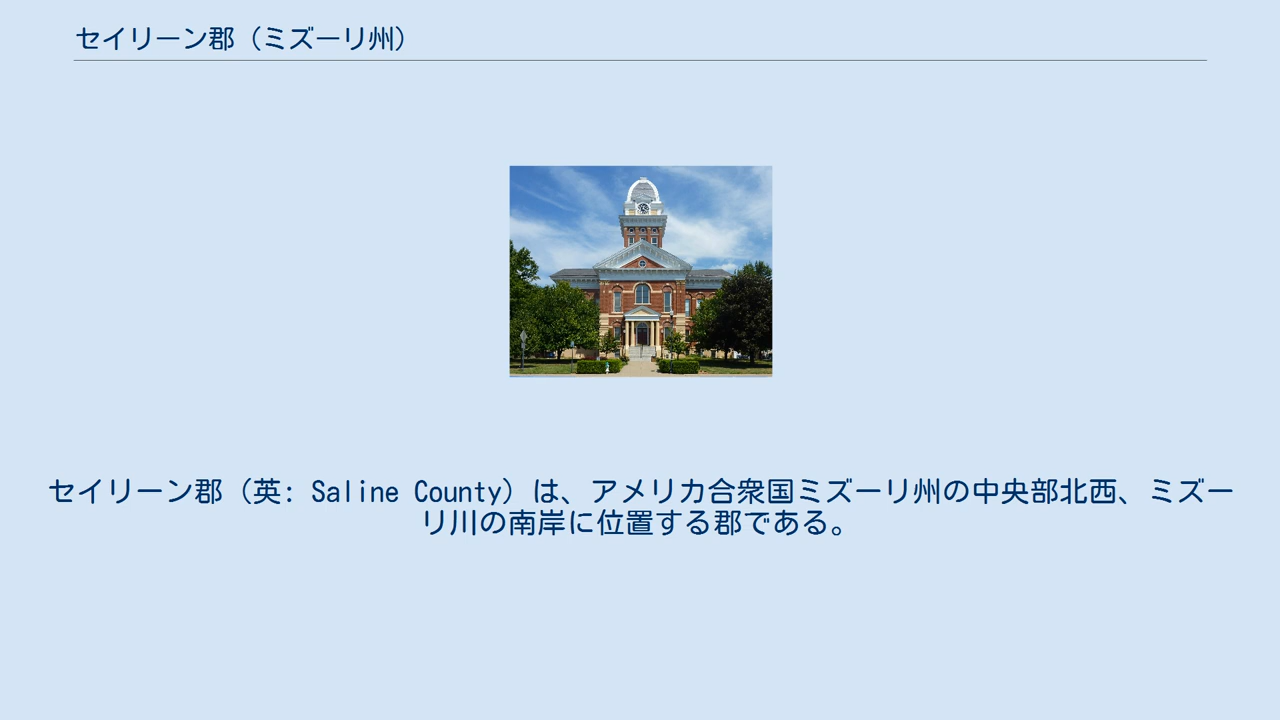 セイリーン郡（ミズーリ州）
セイリーン郡（英: Saline County）は、アメリカ合衆国ミズーリ州の中央部北西、ミズー
リ川の南岸に位置する郡である。